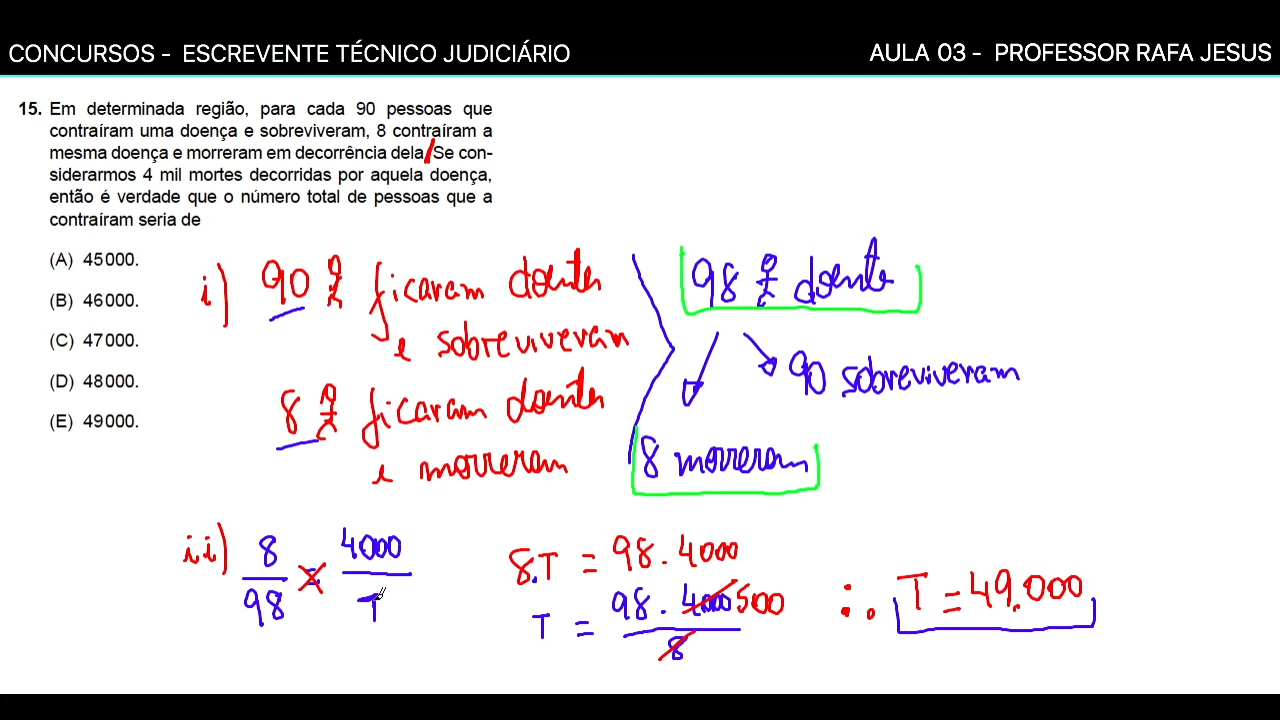 CONCURSOS - ESCREVENTE TÉCNICO JUDICIÁRIO
AULA 03 - PROFESSOR RAFA JESUS
15. Em determinada região, para cada 90 pessoas que
contraíram uma doença e sobreviveram, 8 contraíram a
mesma doença e morreram em decorrência dela. Se con-
siderarmos 4 mil mortes decorridas por aquela doença,
então é verdade que o número total de pessoas que a
contraíram seria de
(A) 45000.
(B) 46000.
(C) 47000.
(D) 48000.
(E) 49000.
i) 90 ficaram doentes
e sobreviveram
8 ficaram doentes
e morreram
98 doente
90 sobreviveram
8 morreram
ii) 8/98 = 4000/T
8.T = 98.4000
T = 98.4000 500
8
∴ T = 49.000